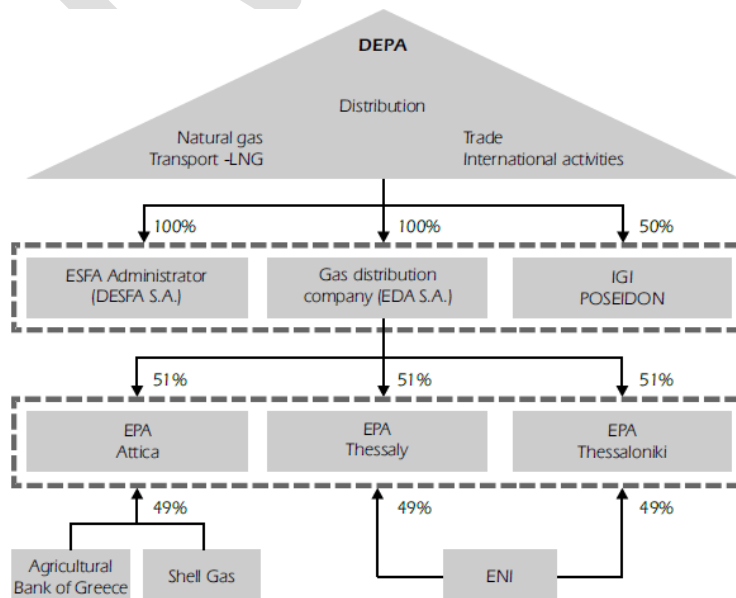 DEPA
Distribution
Natural gas
Transport -LNG
Trade
International activities
100%
100%
50%
ESFA Administrator
(DESFA S.A.)
Gas distribution
company (EDA S.A.)
IGI
POSEIDON
51%
51%
51%
EPA
Attica
EPA
Thessaly
EPA
Thessaloniki
49%
49%
49%
Agricultural
Bank of Greece
Shell Gas
ENI